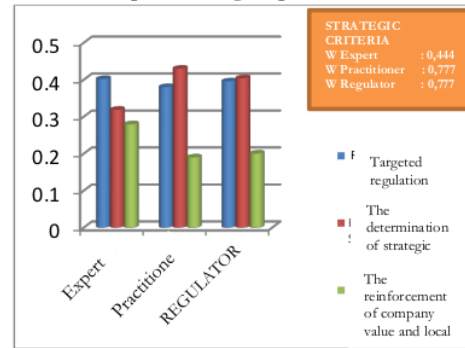 STRATEGIC
CRITERIA
W Expert : 0,444
W Practitioner : 0,777
W Regulator : 0,777
0.5
0.4
0.3
0.2
0.1
0
Expert
Practitione
REGULATOR
Targeted
regulation
The
determination
of strategic
The
reinforcement
of company
value and local